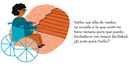 Carlos usa silla de ruedas.
La escuela a la que asiste no
tiene rampas para que pueda
trasladarse con mayor facilidad.
¿Es justo para Carlos?